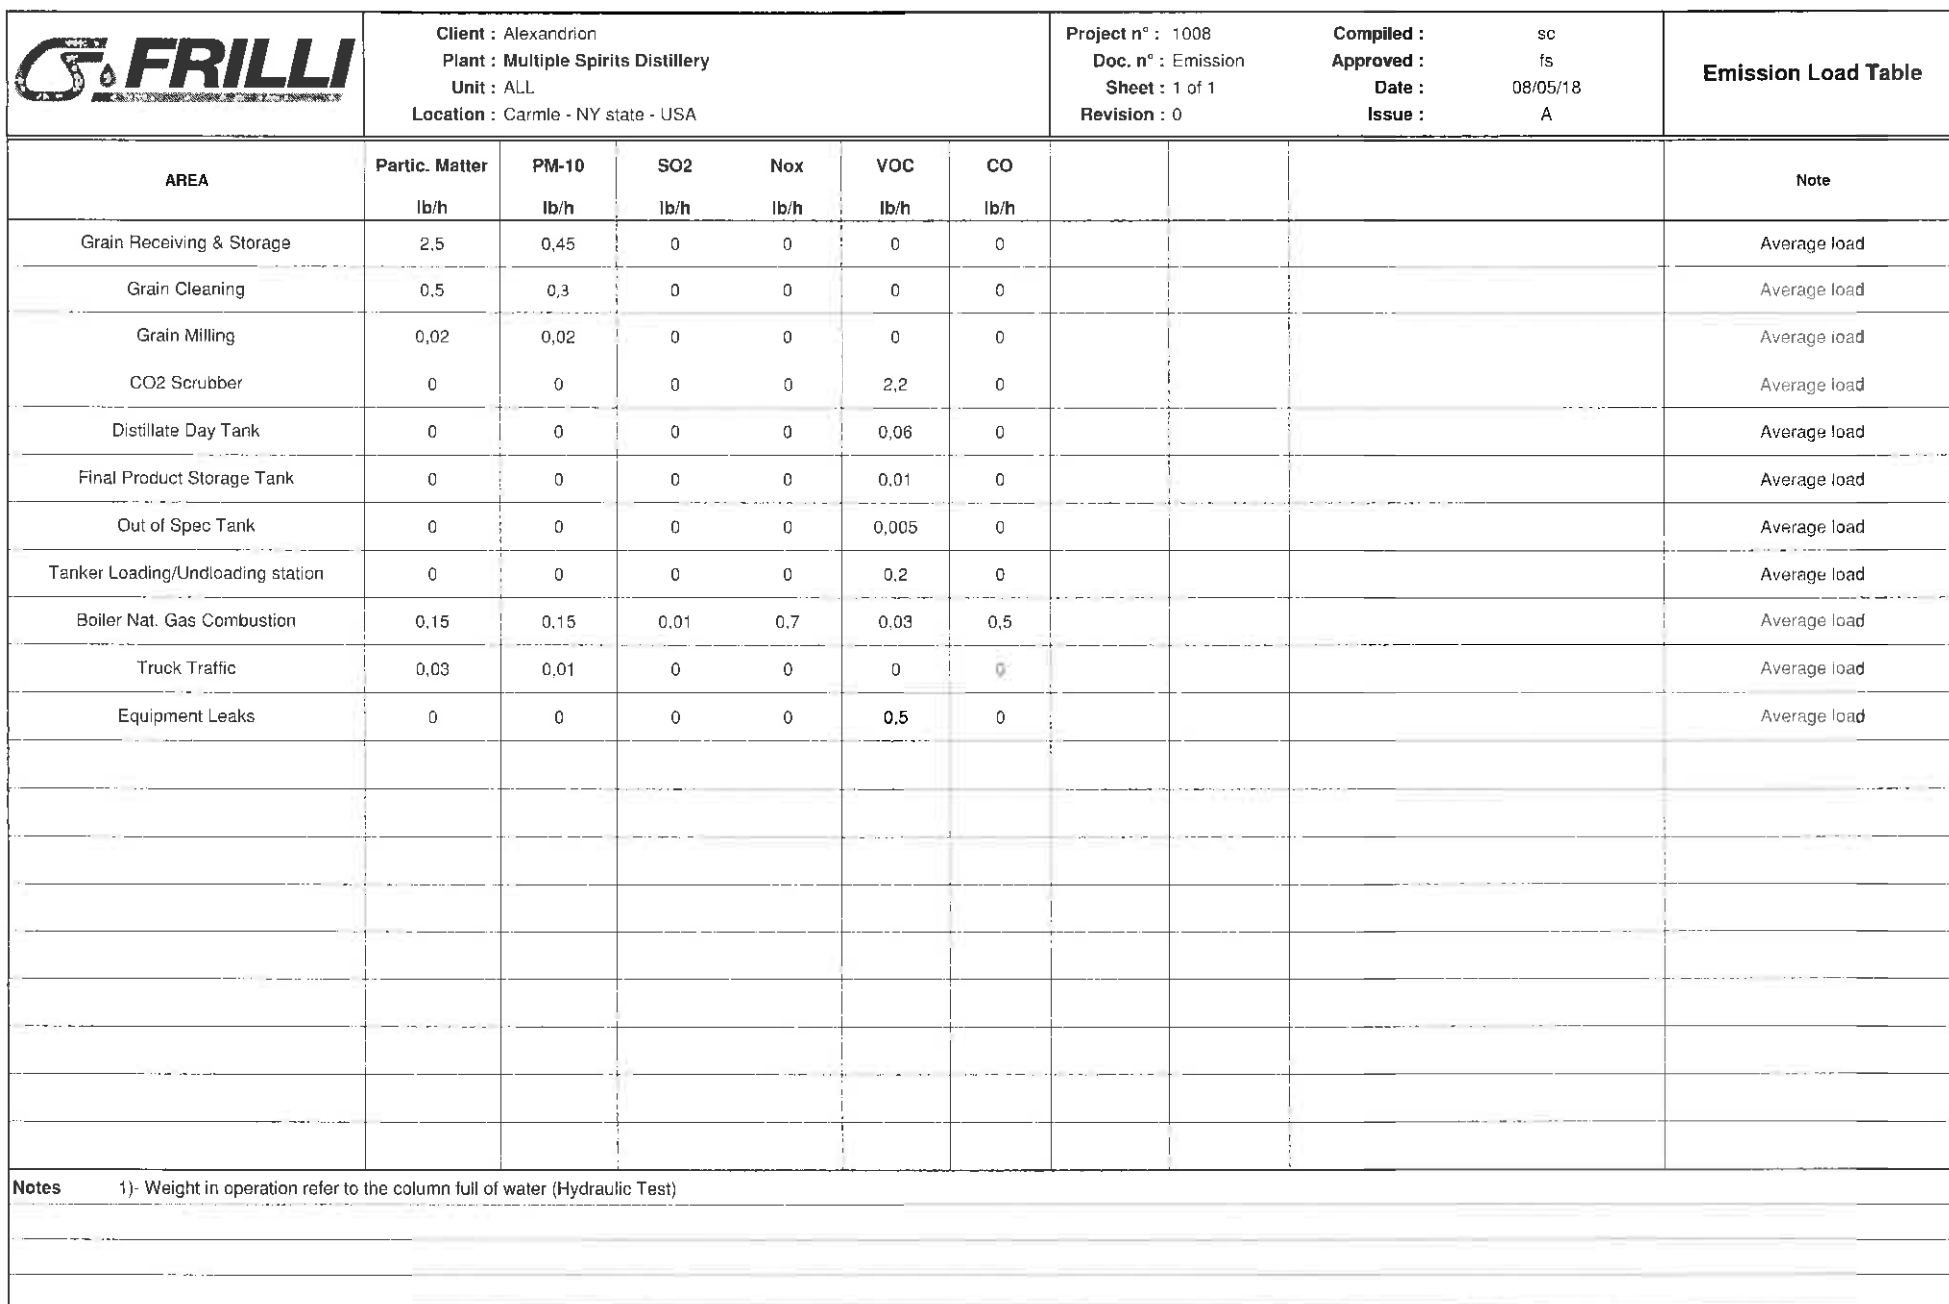 FRILLI
Client : Alexandrion
Plant : Multiple Spirits Distillery
Unit : ALL
Location : Carmle - NY state - USA
Project n° : 1008
Doc. n° : Emission
Sheet : 1 of 1
Revision : 0
Compiled : sc
Approved : fs
Date : 08/05/18
Issue : A
Emission Load Table
AREA Partic. Matter PM-10 SO2 Nox VOC CO Note
lb/h lb/h lb/h lb/h lb/h lb/h
Grain Receiving & Storage 2,5 0,45 0 0 0 0 Average load
Grain Cleaning 0,5 0,3 0 0 0 0 Average load
Grain Milling 0,02 0,02 0 0 0 0 Average load
CO2 Scrubber 0 0 0 0 2,2 0 Average load
Distillate Day Tank 0 0 0 0 0,06 0 Average load
Final Product Storage Tank 0 0 0 0 0,01 0 Average load
Out of Spec Tank 0 0 0 0 0,005 0 Average load
Tanker Loading/Undloading station 0 0 0 0 0,2 0 Average load
Boiler Nat. Gas Combustion 0,15 0,15 0,01 0,7 0,03 0,5 Average load
Truck Traffic 0,03 0,01 0 0 0 0 Average load
Equipment Leaks 0 0 0 0 0,5 0 Average load
Notes 1)- Weight in operation refer to the column full of water (Hydraulic Test)